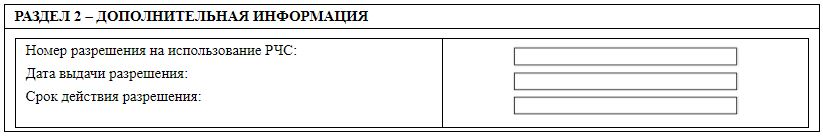 РАЗДЕЛ 2 – ДОПОЛНИТЕЛЬНАЯ ИНФОРМАЦИЯ
Номер разрешения на использование РЧС:
Дата выдачи разрешения:
Срок действия разрешения: